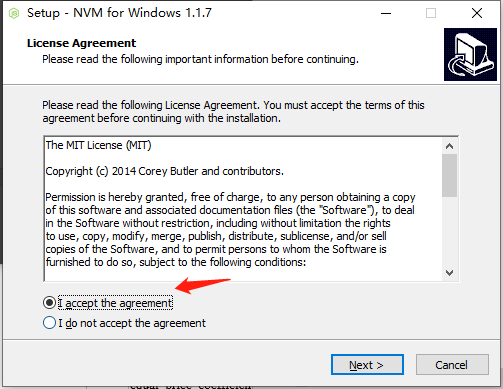 Setup - NVM for Windows 1.1.7
License Agreement
Please read the following important information before continuing.
Please read the following License Agreement. You must accept the terms of this
agreement before continuing with the installation.
The MIT License (MIT)
Copyright (c) 2014 Corey Butler and contributors.
Permission is hereby granted, free of charge, to any person obtaining a copy
of this software and associated documentation files (the "Software"), to deal
in the Software without restriction, including without limitation the rights
to use, copy, modify, merge, publish, distribute, sublicense, and/or sell
copies of the Software, and to permit persons to whom the Software is
furnished to do so, subject to the following conditions:
I accept the agreement
I do not accept the agreement
Next >
Cancel